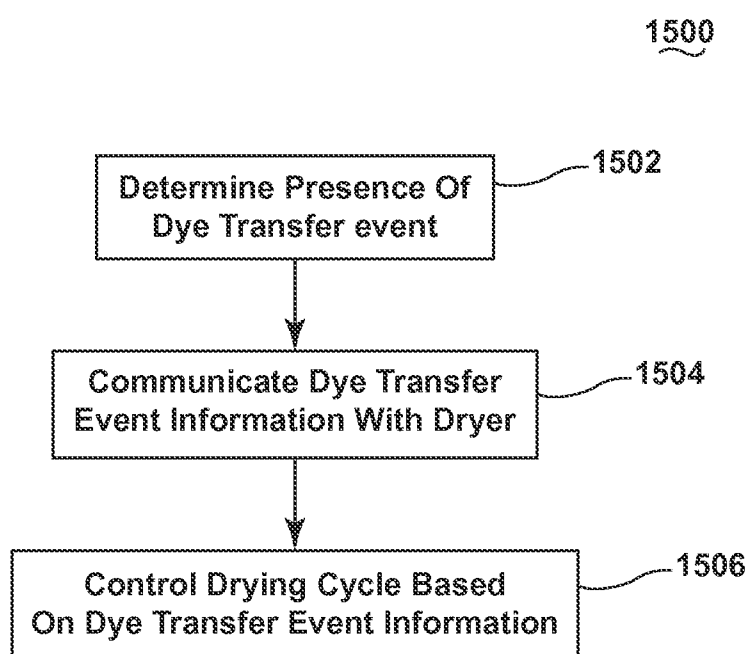 1500
1502
Determine Presence Of
Dye Transfer event
1504
Communicate Dye Transfer
Event Information With Dryer
1506
Control Drying Cycle Based
On Dye Transfer Event Information